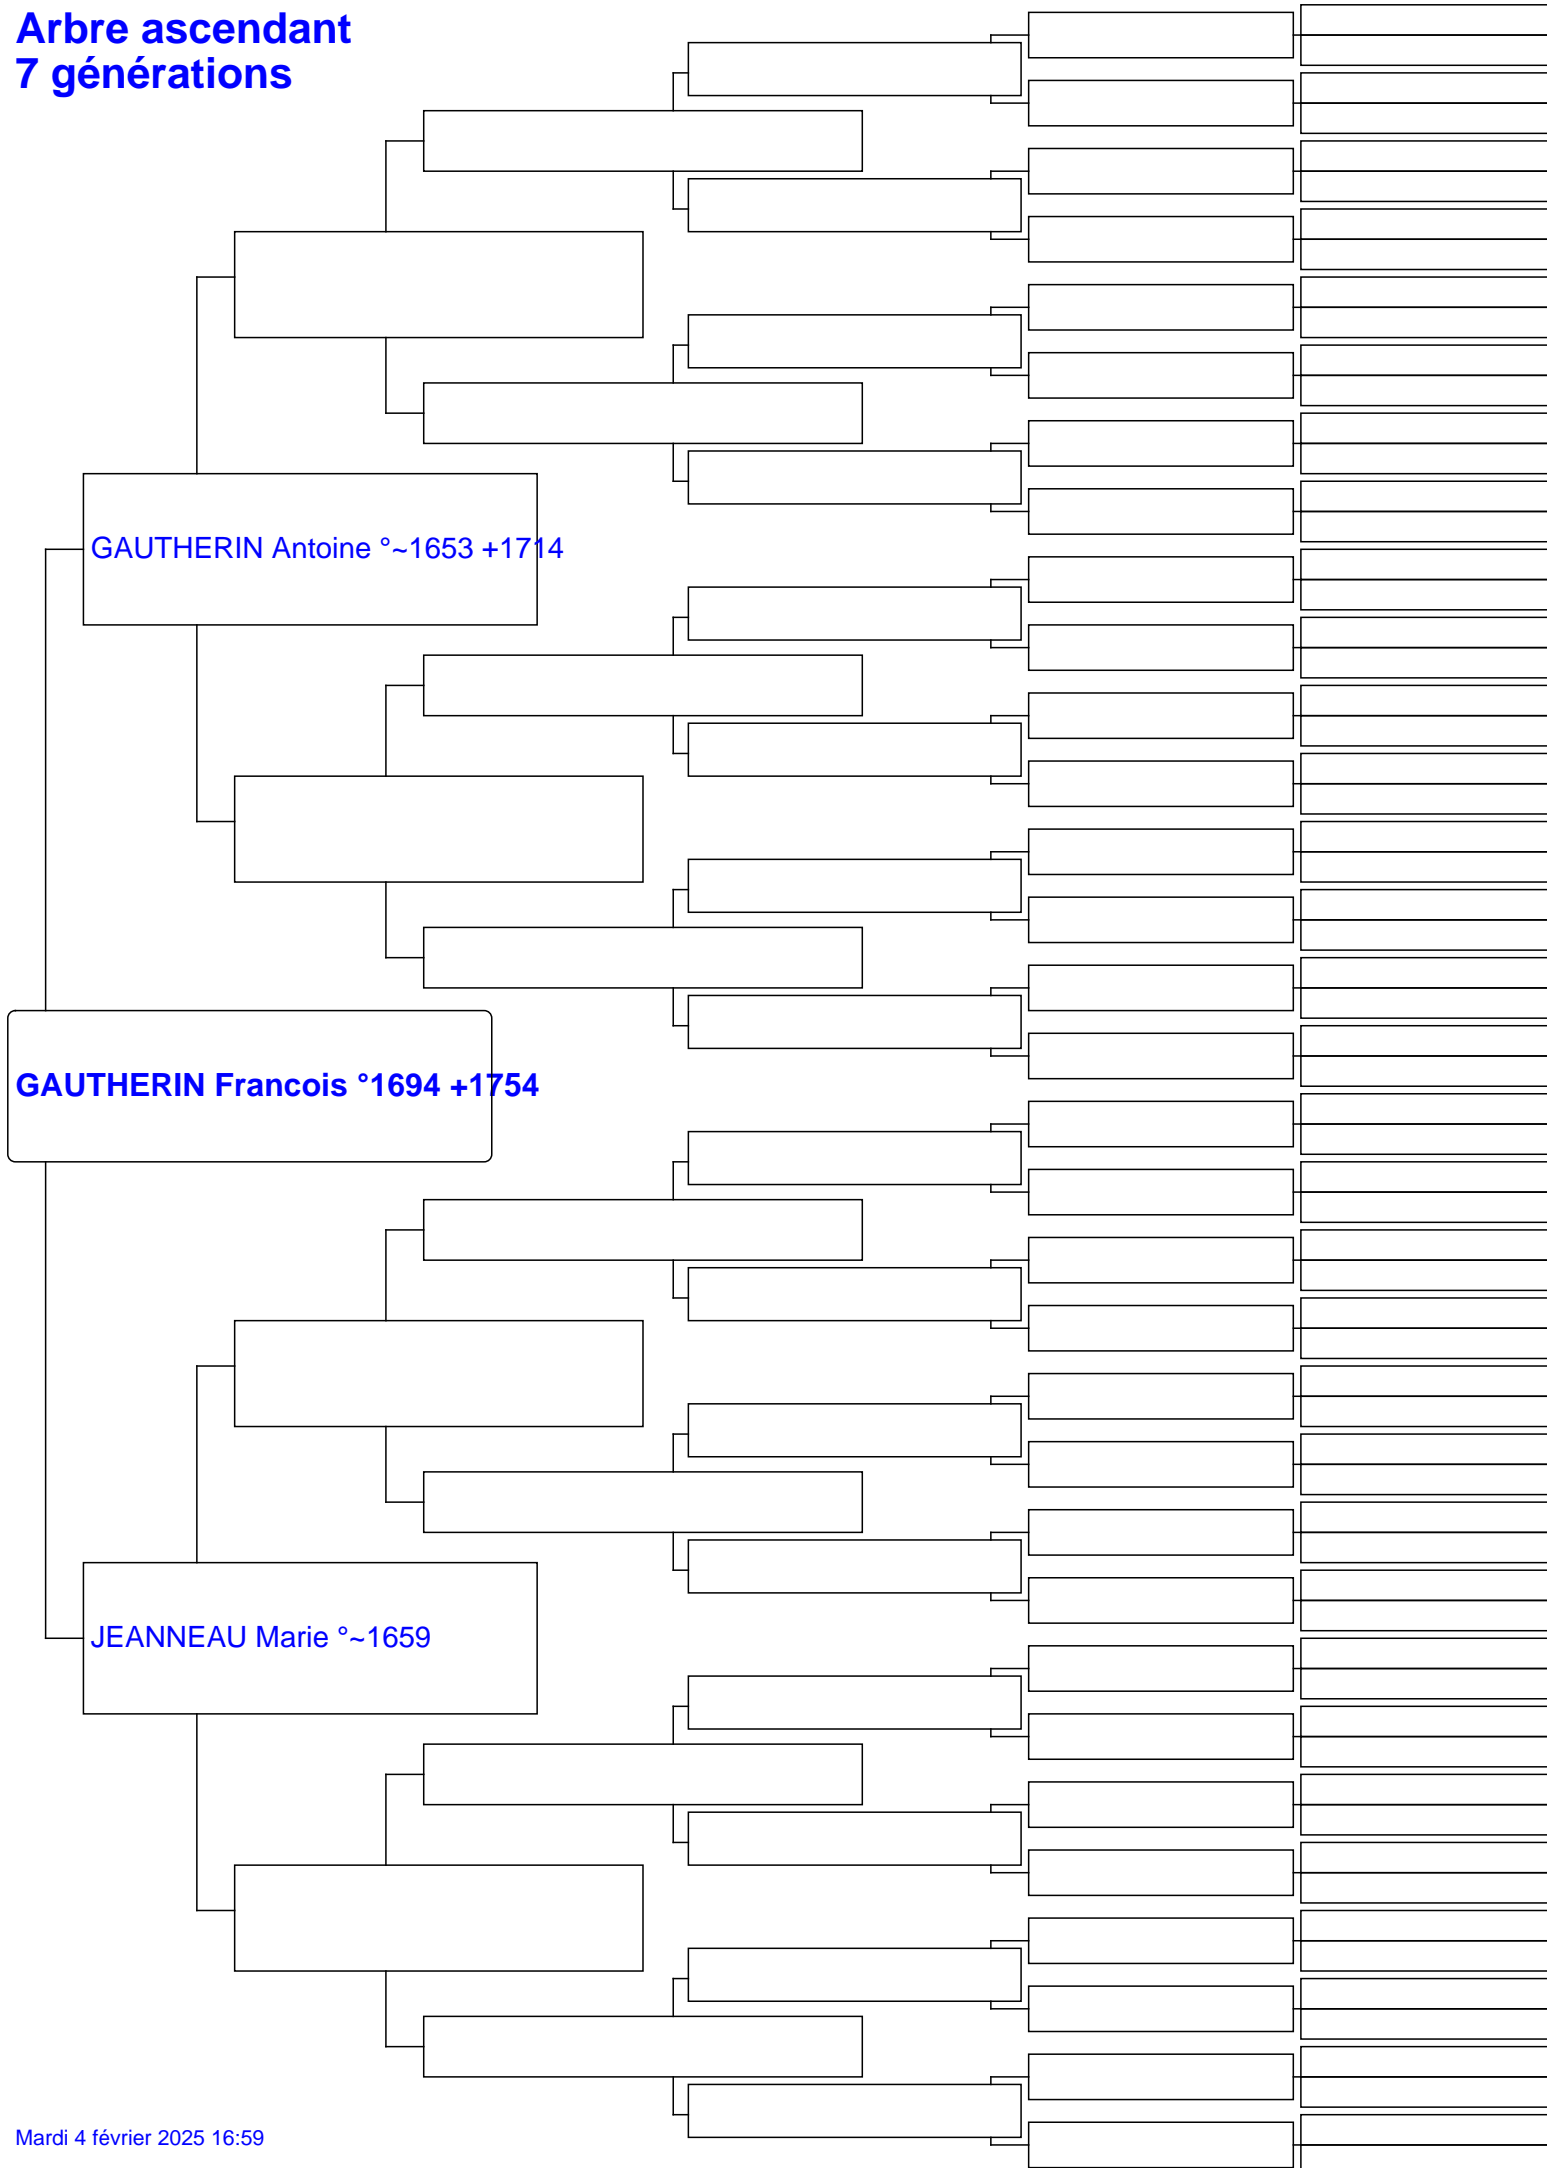 Arbre ascendant
7 générations
GAUTHERIN Antoine °~1653 +1714
GAUTHERIN Francois °1694 +1754
JEANNEAU Marie °~1659
Mardi 4 février 2025 16:59